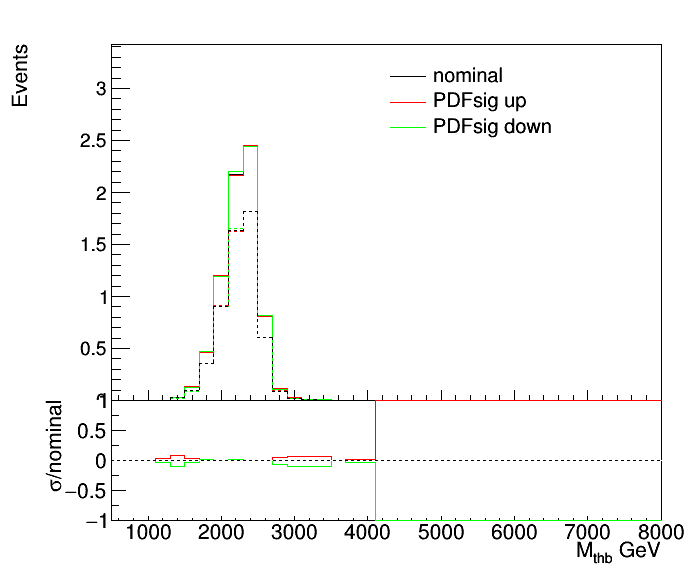 Events
nominal
PDFsig up
PDFsig down
3
2.5
2
1.5
1
0.5
1
0.5
0
−0.5
−1
σ/nominal
1000 2000 3000 4000 5000 6000 7000 8000
M_thb GeV